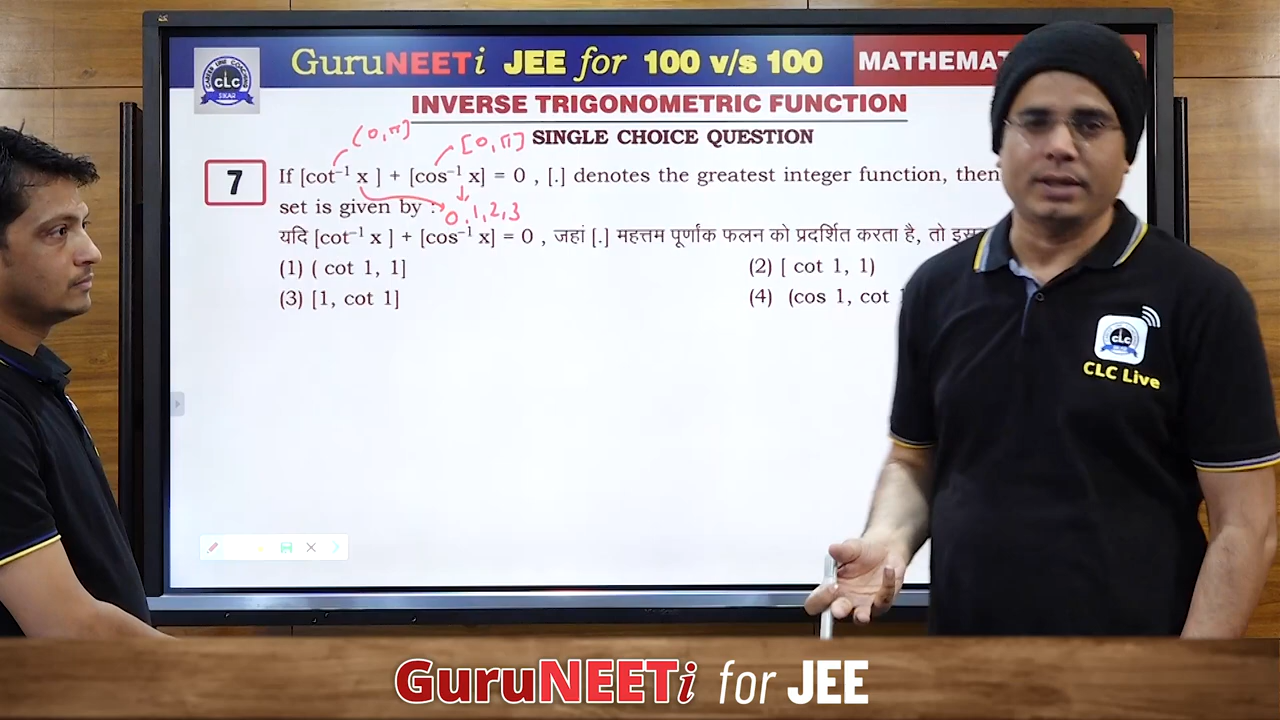 GuruNEETi JEE for 100 v/s 100
CLC
SIKAR
INVERSE TRIGONOMETRIC FUNCTION
SINGLE CHOICE QUESTION
(0,π]
[0,π]
7
If [cot⁻¹ x ] + [cos⁻¹ x] = 0 , [.] denotes the greatest integer function, then
set is given by :
0,1,2,3
यदि [cot⁻¹ x ] + [cos⁻¹ x] = 0 , जहां [.] महत्तम पूर्णांक फलन को प्रदर्शित करता है, तो
(1) ( cot 1, 1]
(2) [ cot 1, 1)
(3) [1, cot 1]
(4) (cos 1, cot
CLC
CLC Live
GuruNEETi for JEE